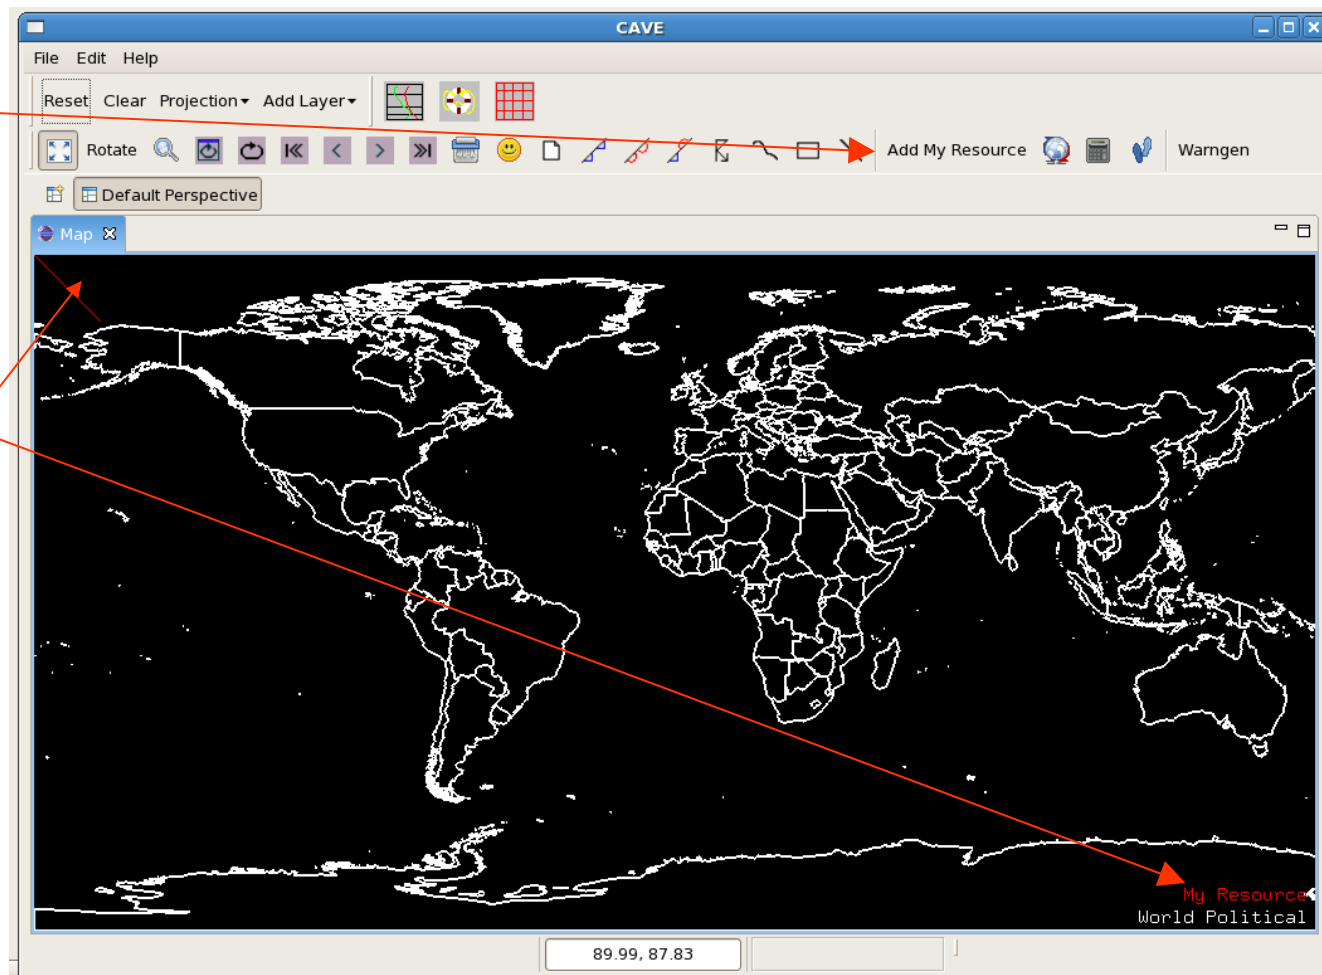 CAVE
File Edit Help
Reset Clear Projection Add Layer
Rotate Add My Resource Warngen
Default Perspective
Map
My Resource
World Political
89.99, 87.83